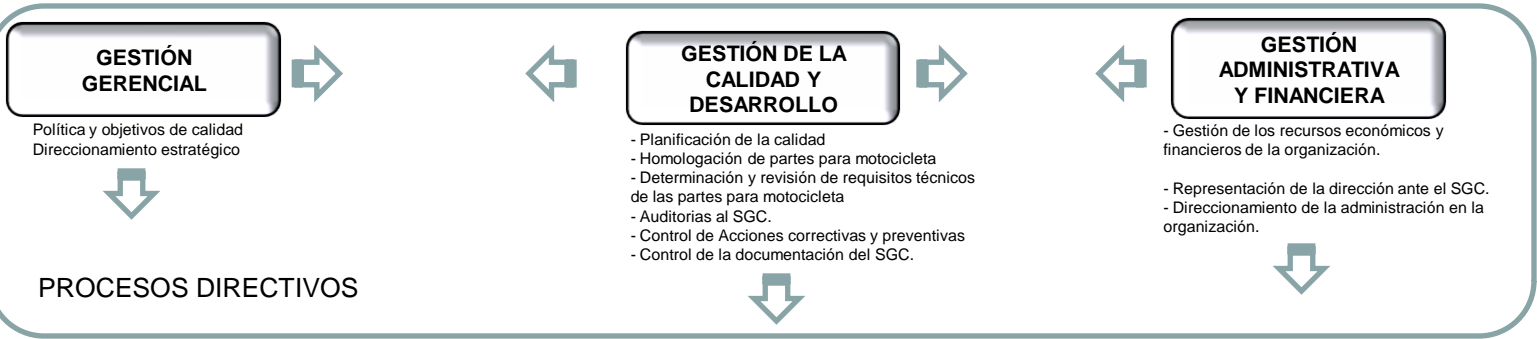 GESTIÓN
GERENCIAL
Política y objetivos de calidad
Direccionamiento estratégico
GESTIÓN DE LA
CALIDAD Y
DESARROLLO
- Planificación de la calidad
- Homologación de partes para motocicleta
- Determinación y revisión de requisitos técnicos
de las partes para motocicleta
- Auditorias al SGC.
- Control de Acciones correctivas y preventivas
- Control de la documentación del SGC.
GESTIÓN
ADMINISTRATIVA
Y FINANCIERA
- Gestión de los recursos económicos y
financieros de la organización.
- Representación de la dirección ante el SGC.
- Direccionamiento de la administración en la
organización.
PROCESOS DIRECTIVOS